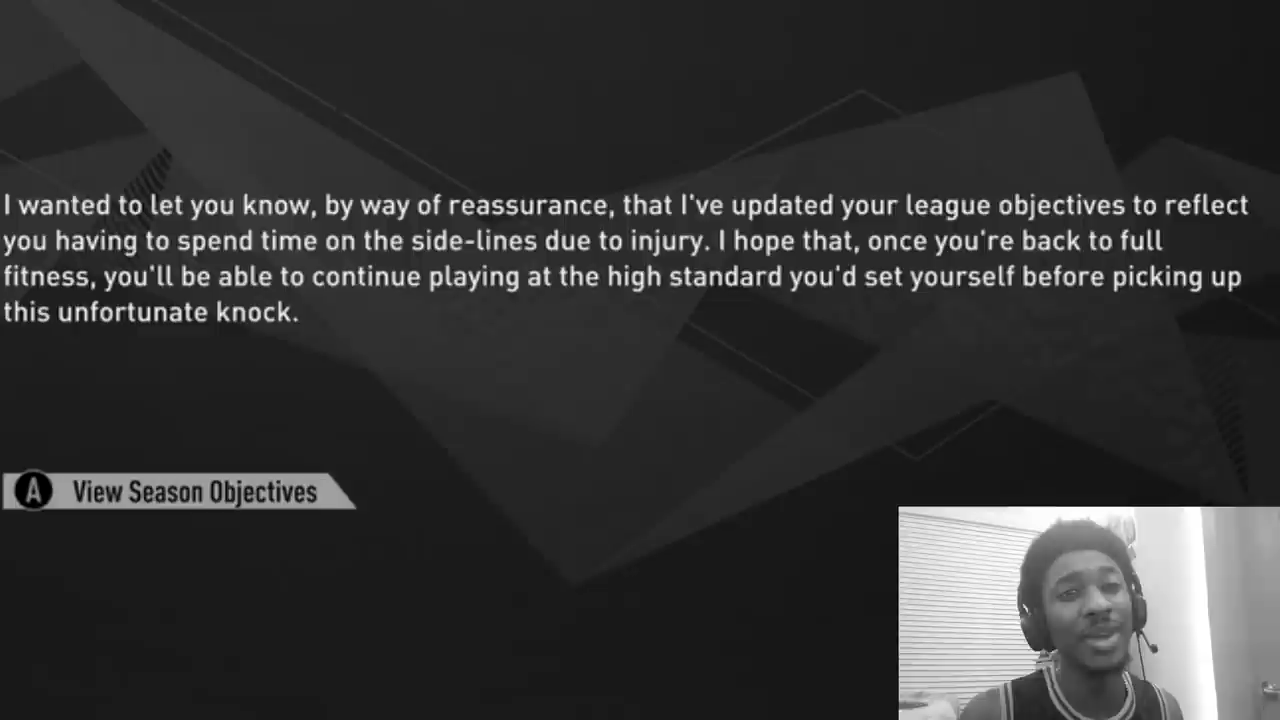 I wanted to let you know, by way of reassurance, that I've updated your league objectives to reflect
you having to spend time on the side-lines due to injury. I hope that, once you're back to full
fitness, you'll be able to continue playing at the high standard you'd set yourself before picking up
this unfortunate knock.
A View Season Objectives